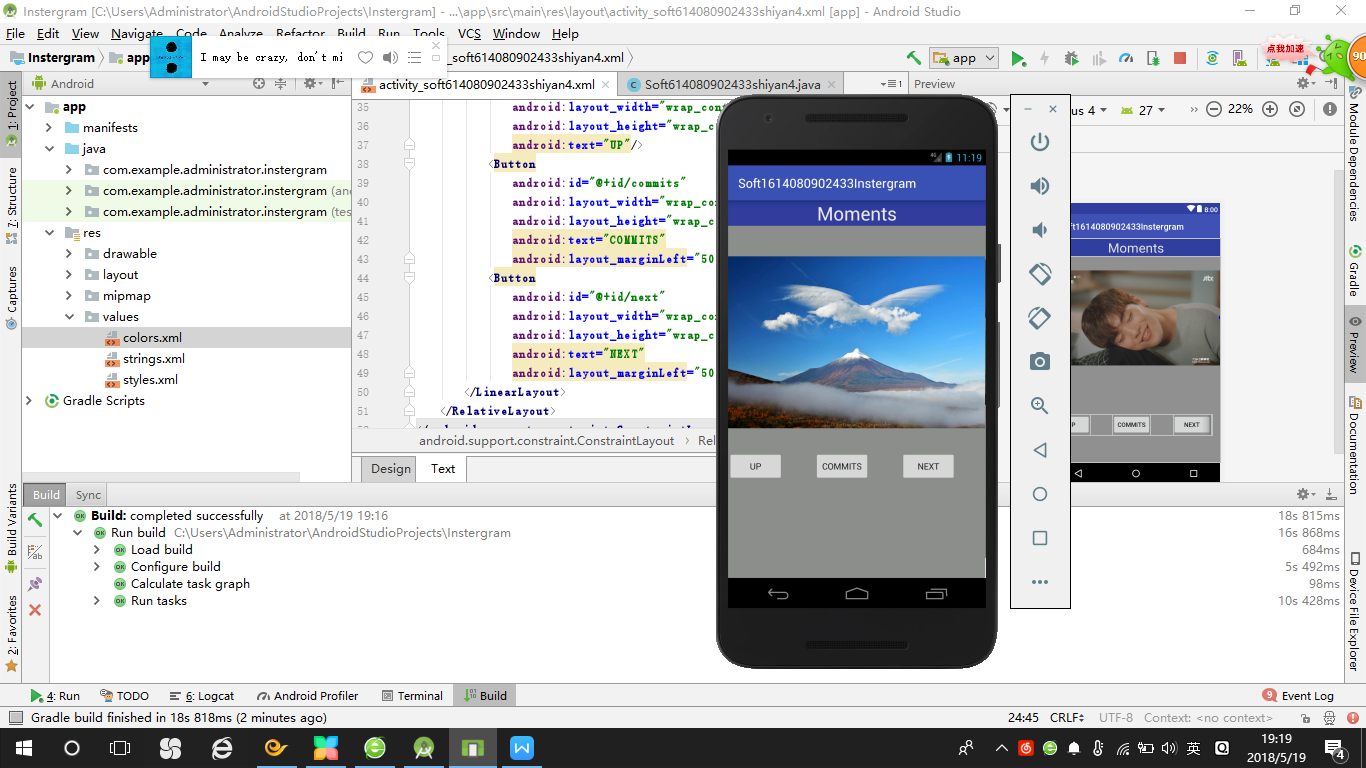 Instergram [C:\Users\Administrator\AndroidStudioProjects\Instergram] - ...\app\src\main\res\layout\activity_soft614080902433shiyan4.xml [app] - Android Studio
File Edit View Navigate Code Analyze Refactor Build Run Tools VCS Window Help
Instergram app
I may be crazy, don't mi
_soft614080902433shiyan4.xml
app
点我加速
90
Android
activity_soft614080902433shiyan4.xml
Soft614080902433shiyan4.java
≡1
Preview
1: Project
7: Structure
Captures
Build Variants
2: Favorites
app
manifests
java
com.example.administrator.instergram
com.example.administrator.instergram (an
com.example.administrator.instergram (tes
res
drawable
layout
mipmap
values
colors.xml
strings.xml
styles.xml
Gradle Scripts
35 android:layout_width="wrap_con
36 android:layout_height="wrap_c
37 android:text="UP"/>
38 <Button
39 android:id="@+id/commits"
40 android:layout_width="wrap_co
41 android:layout_height="wrap_c
42 android:text="COMMITS"
43 android:layout_marginLeft="50
44 <Button
45 android:id="@+id/next"
46 android:layout_width="wrap_co
47 android:layout_height="wrap_c
48 android:text="NEXT"
49 android:layout_marginLeft="50
50 </LinearLayout>
51 </RelativeLayout>
android.support.constraint.ConstraintLayout › Rel
Design Text
4G 11:19
Soft1614080902433Instergram
Moments
UP COMMITS NEXT
us 4 27 » 22%
8:00
ft1614080902433Instergram
Moments
jtbc
P COMMITS NEXT
Module Dependencies
Gradle
Preview
Documentation
Device File Explorer
Build Sync
Build: completed successfully at 2018/5/19 19:16 18s 815ms
Run build C:\Users\Administrator\AndroidStudioProjects\Instergram 16s 868ms
Load build 684ms
Configure build 5s 492ms
Calculate task graph 98ms
Run tasks 10s 428ms
4: Run TODO 6: Logcat Android Profiler Terminal Build 9 Event Log
Gradle build finished in 18s 818ms (2 minutes ago) 24:45 CRLF UTF-8 Context: <no context>
英
19:19
2018/5/19
4